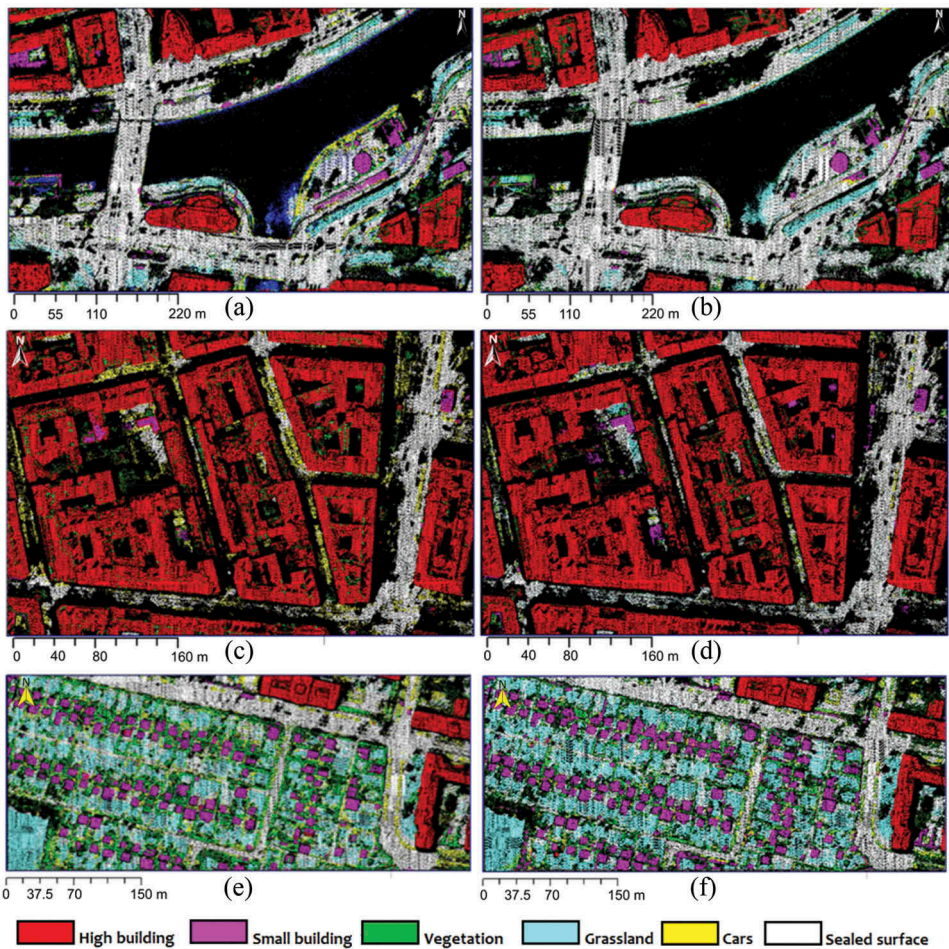 N
N
0 55 110 220 m
(a)
0 55 110 220 m
(b)
N
N
0 40 80 160 m
(c)
0 40 80 160 m
(d)
N
N
0 37.5 70 150 m
(e)
0 37.5 70 150 m
(f)
High building
Small building
Vegetation
Grassland
Cars
Sealed surface